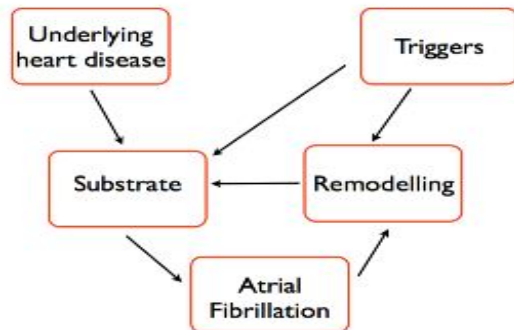 Underlying
heart disease
Triggers
Substrate
Remodelling
Atrial
Fibrillation